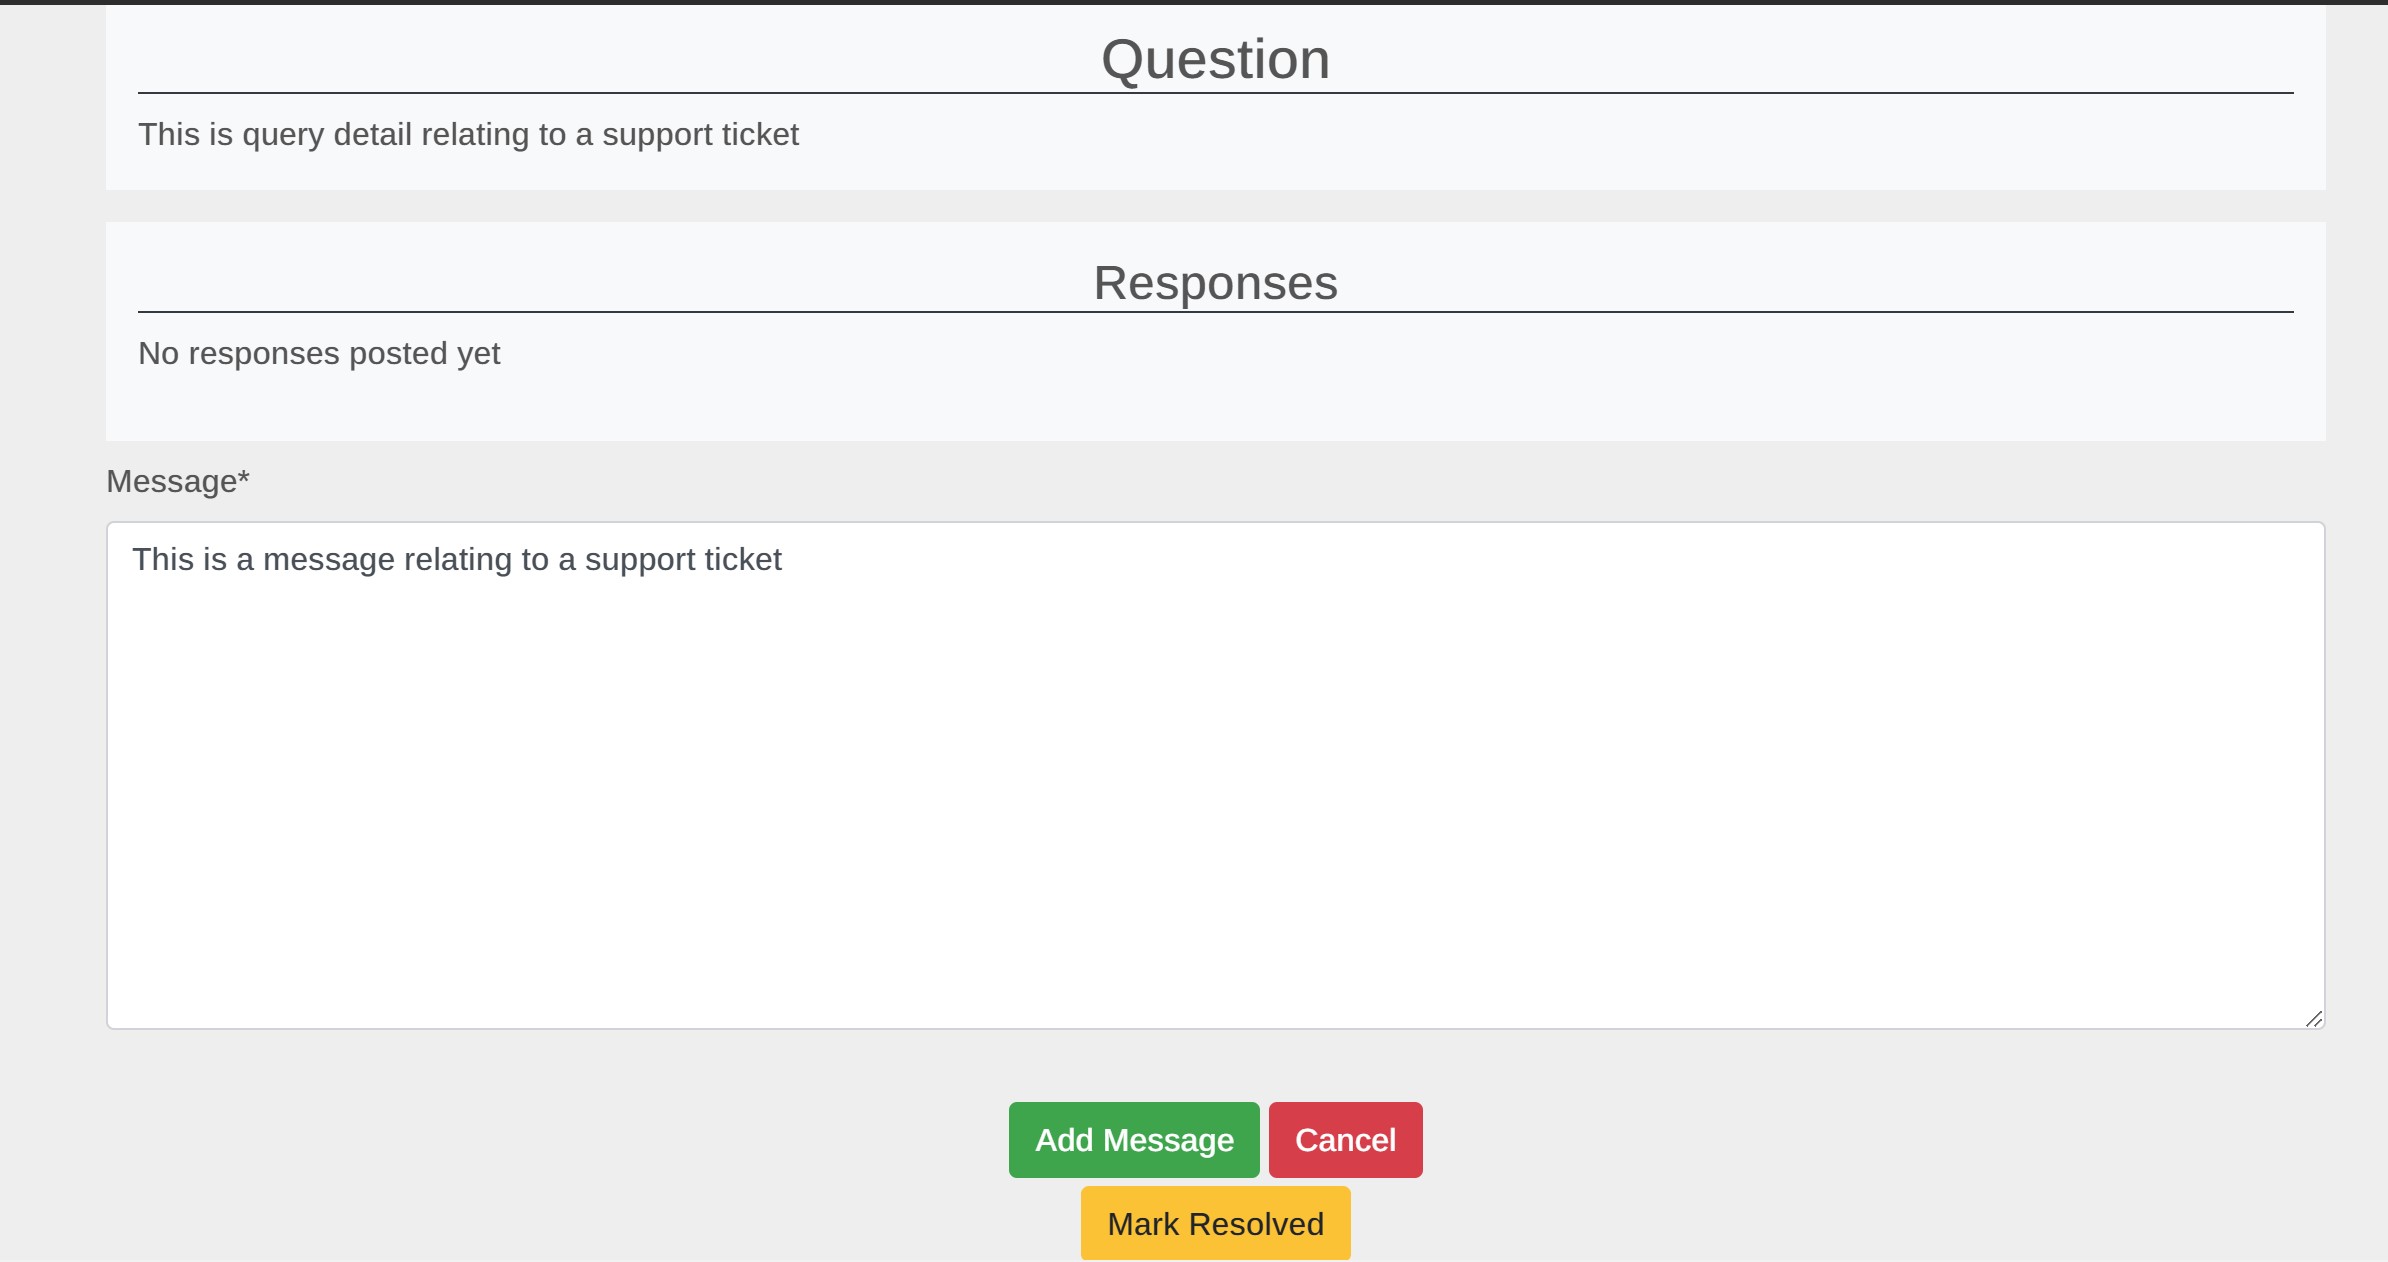 Question
This is query detail relating to a support ticket
Responses
No responses posted yet
Message*
This is a message relating to a support ticket
Add Message
Cancel
Mark Resolved